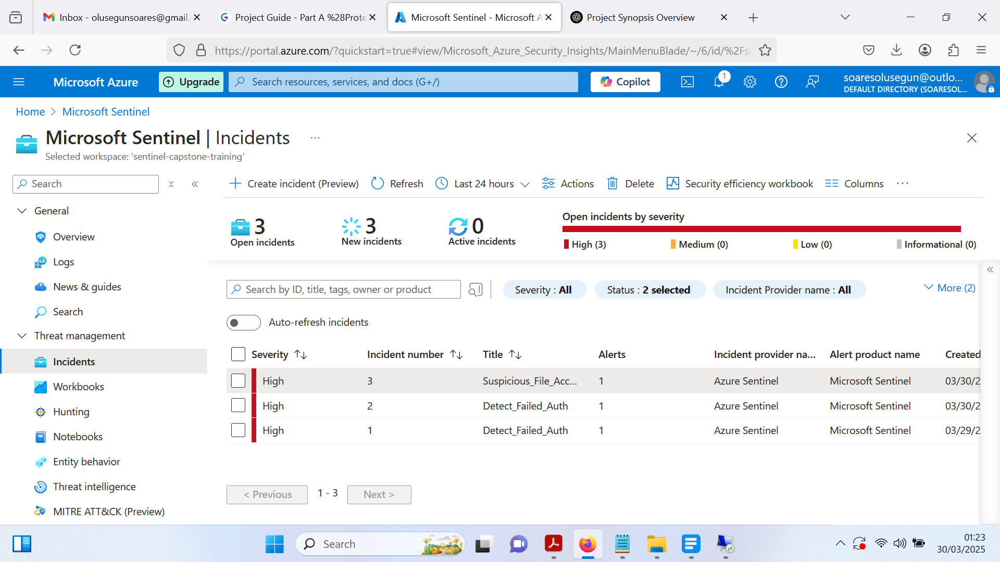 Inbox - olusegunsoares@gmail.c
Project Guide - Part A %28Prote
Microsoft Sentinel - Microsoft A
Project Synopsis Overview
https://portal.azure.com/?quickstart=true#view/Microsoft_Azure_Security_Insights/MainMenuBlade/~/6/id/%2Fsu
Microsoft Azure
Upgrade
Search resources, services, and docs (G+/)
Copilot
1
soaresolusegun@outlo...
DEFAULT DIRECTORY (SOARESOL...
Home > Microsoft Sentinel
Microsoft Sentinel | Incidents
...
Selected workspace: 'sentinel-capstone-training'
Search
General
Overview
Logs
News & guides
Search
Threat management
Incidents
Workbooks
Hunting
Notebooks
Entity behavior
Threat intelligence
MITRE ATT&CK (Preview)
Create incident (Preview)
Refresh
Last 24 hours
Actions
Delete
Security efficiency workbook
Columns
...
3
Open incidents
3
New incidents
0
Active incidents
Open incidents by severity
High (3)
Medium (0)
Low (0)
Informational (0)
Search by ID, title, tags, owner or product
Severity : All
Status : 2 selected
Incident Provider name : All
More (2)
Auto-refresh incidents
Severity Incident number Title Alerts Incident provider na... Alert product name Created
High 3 Suspicious_File_Acc... 1 Azure Sentinel Microsoft Sentinel 03/30/2
High 2 Detect_Failed_Auth 1 Azure Sentinel Microsoft Sentinel 03/30/2
High 1 Detect_Failed_Auth 1 Azure Sentinel Microsoft Sentinel 03/29/2
< Previous
1 - 3
Next >
Search
01:23
30/03/2025